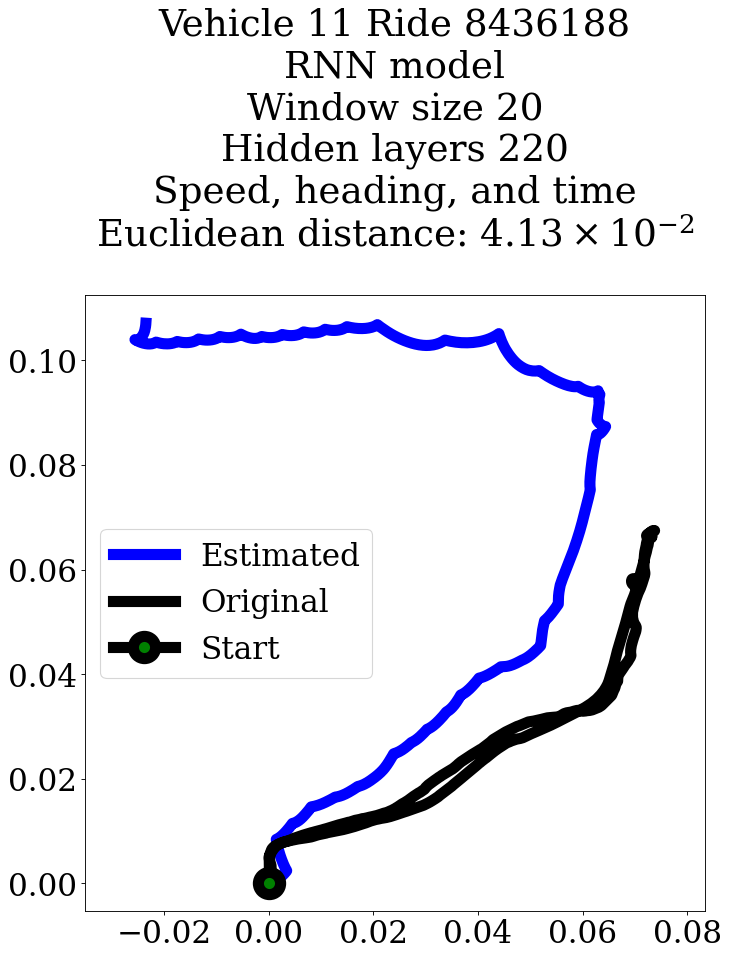 Vehicle 11 Ride 8436188
RNN model
Window size 20
Hidden layers 220
Speed, heading, and time
Euclidean distance: 4.13 × 10⁻²
0.10
0.08
0.06
0.04
0.02
0.00
Estimated
Original
Start
−0.02 0.00 0.02 0.04 0.06 0.08